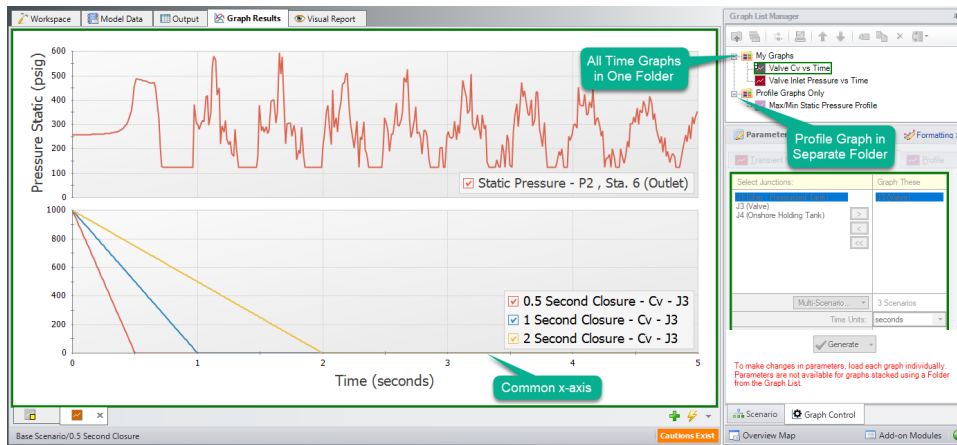 Workspace
Model Data
Output
Graph Results
Visual Report
Graph List Manager
600
500
400
300
200
100
0
Pressure Static (psig)
Static Pressure - P2 , Sta. 6 (Outlet)
1000
800
600
400
200
0
0.5 Second Closure - Cv - J3
1 Second Closure - Cv - J3
2 Second Closure - Cv - J3
0
1
2
3
4
5
Time (seconds)
Common x-axis
All Time Graphs
in One Folder
My Graphs
Valve Cv vs Time
Valve Inlet Pressure vs Time
Profile Graphs Only
Max/Min Static Pressure Profile
Profile Graph in
Separate Folder
Formatting
Profile
Select Junctions:
Graph These
J3 (Valve)
J4 (Onshore Holding Tank)
>
<
<<
Multi-Scenario...
3 Scenarios
Time Units:
seconds
Generate
To make changes in parameters, load each graph individually.
Parameters are not available for graphs stacked using a Folder
from the Graph List.
Scenario
Graph Control
Base Scenario/0.5 Second Closure
Cautions Exist
Overview Map
Add-on Modules